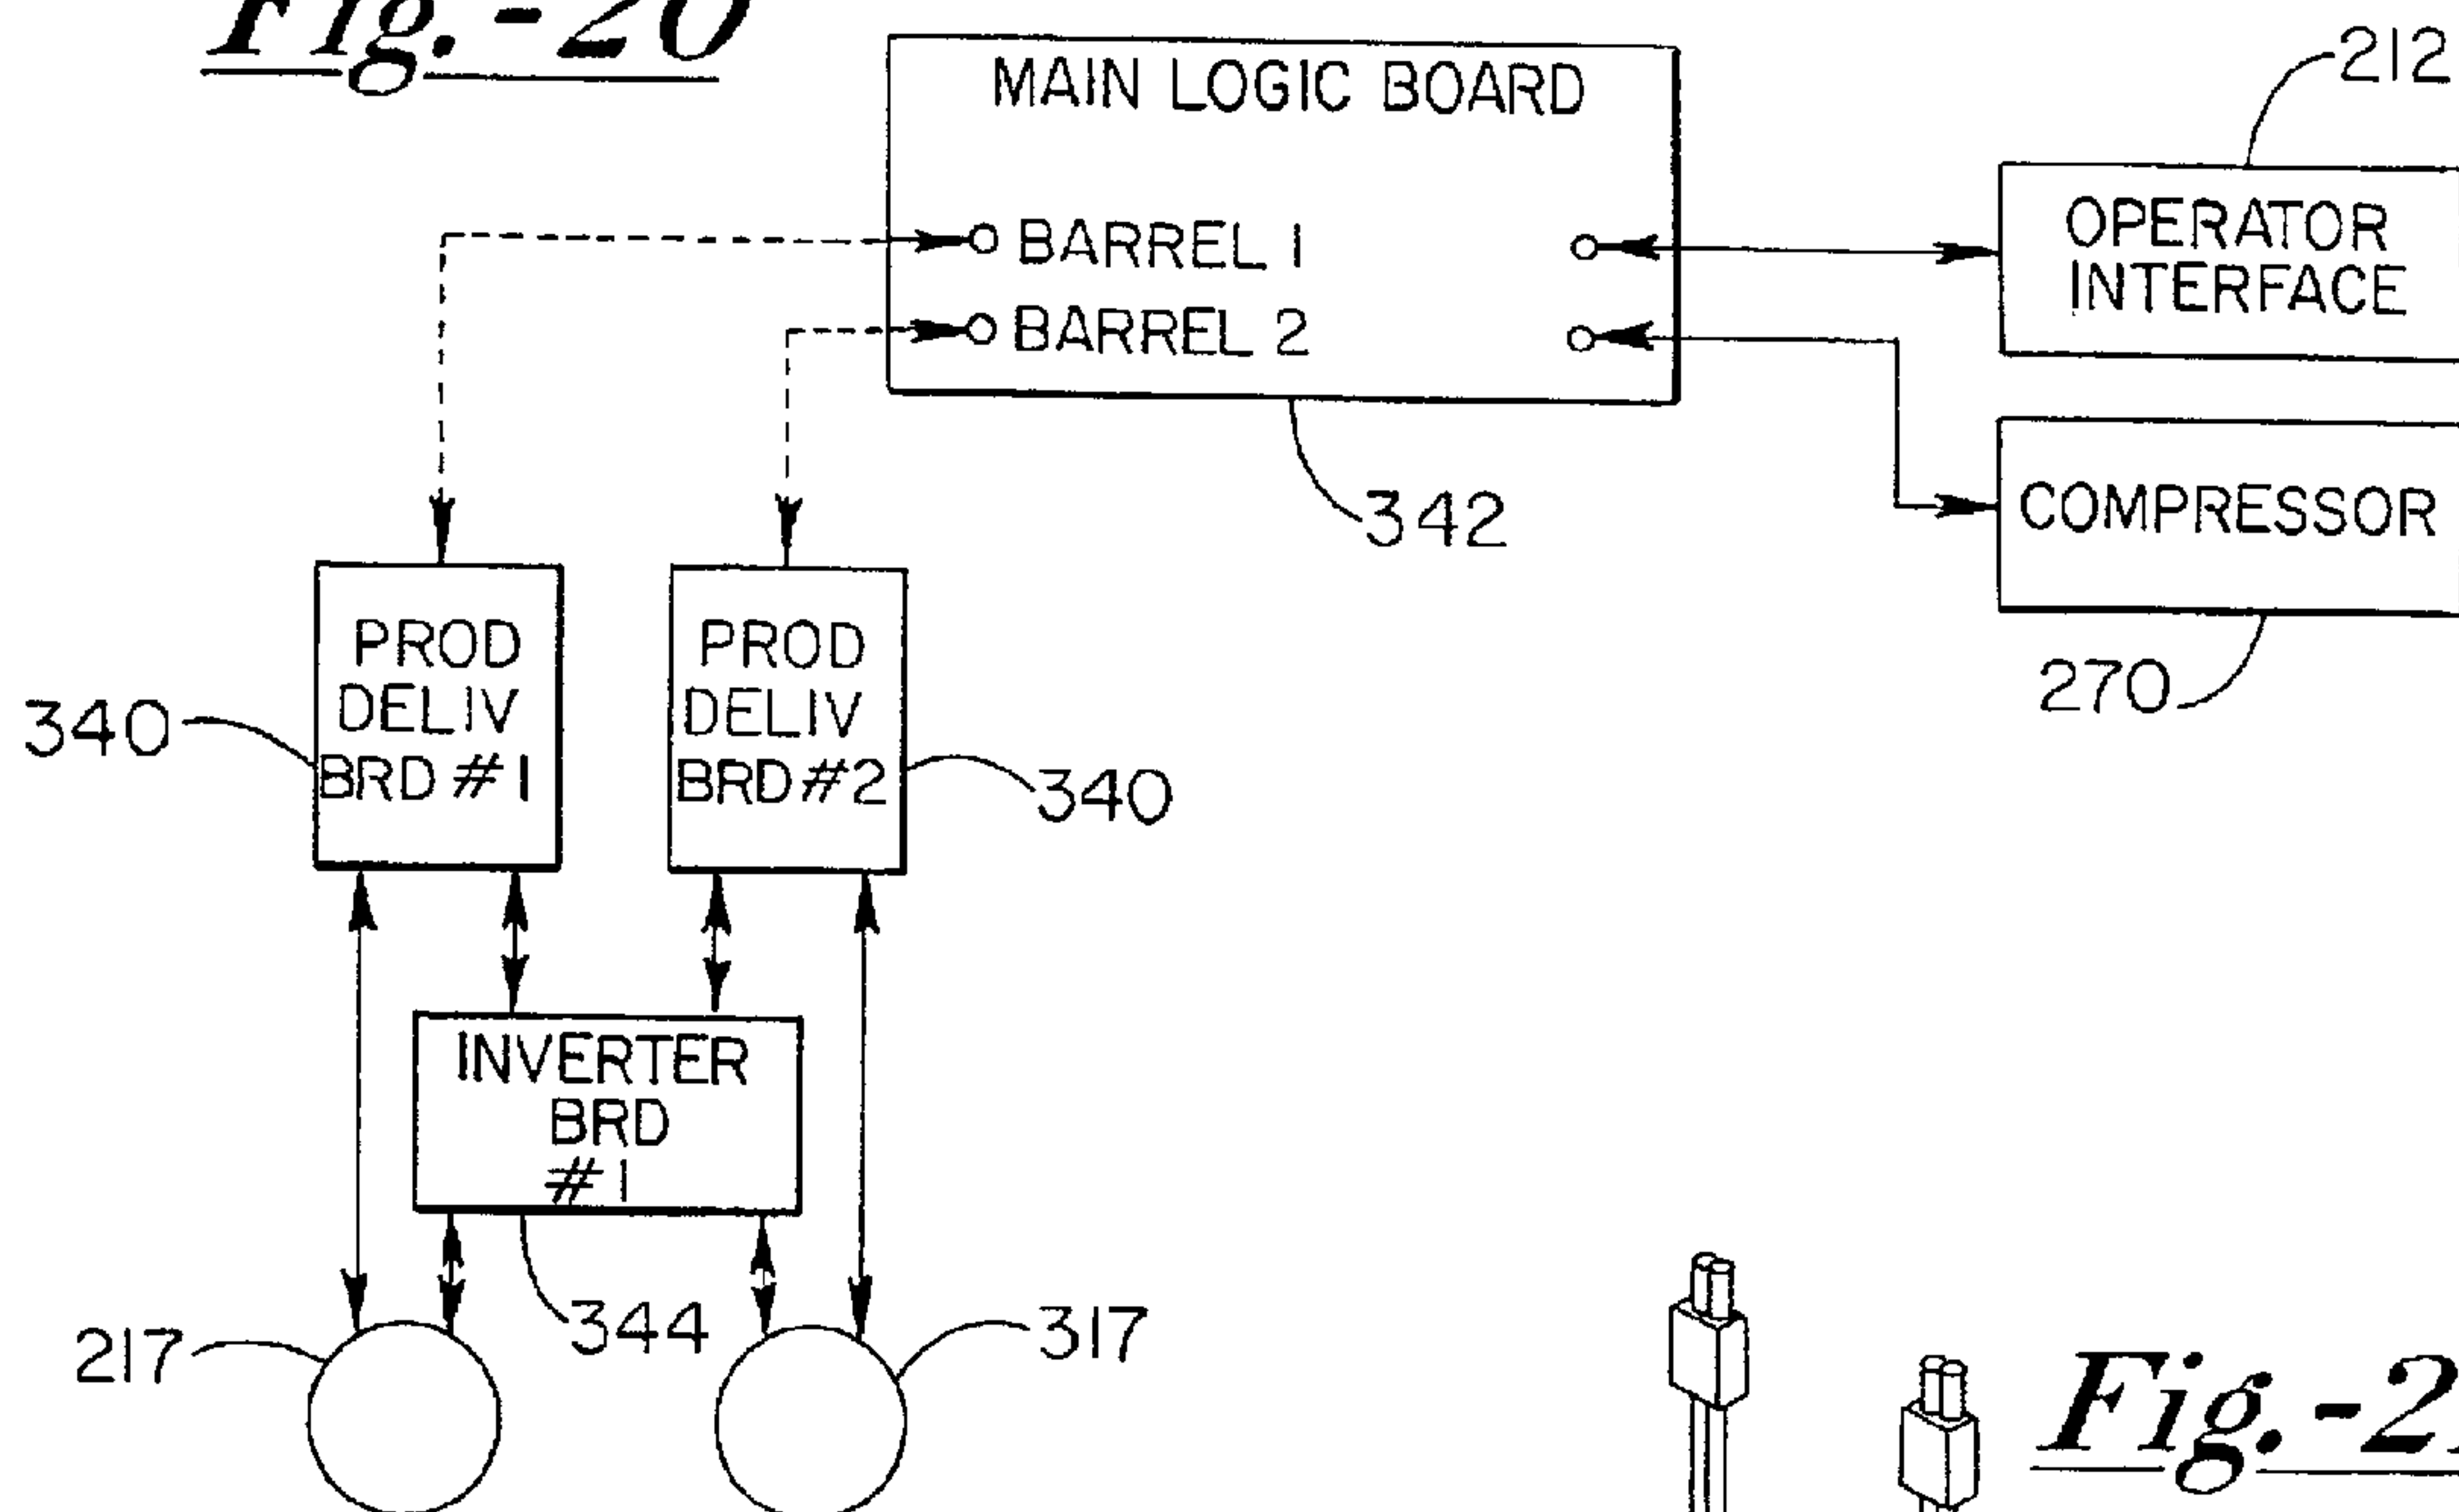 Fig.-20
MAIN LOGIC BOARD
212
OPERATOR
INTERFACE
BARREL 1
BARREL 2
342
COMPRESSOR
270
PROD
DELIV
BRD #1
340
PROD
DELIV
BRD #2
340
INVERTER
BRD
#1
344
217
317